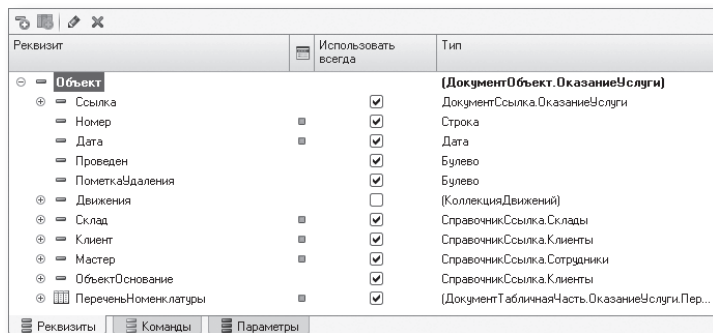 Реквизит Использовать всегда Тип
Объект (ДокументОбъект.ОказаниеУслуги)
Ссылка ДокументСсылка.ОказаниеУслуги
Номер Строка
Дата Дата
Проведен Булево
ПометкаУдаления Булево
Движения (КоллекцияДвижений)
Склад СправочникСсылка.Склады
Клиент СправочникСсылка.Клиенты
Мастер СправочникСсылка.Сотрудники
ОбъектОснование СправочникСсылка.Клиенты
ПереченьНоменклатуры (ДокументТабличнаяЧасть.ОказаниеУслуги.Пер...
Реквизиты Команды Параметры